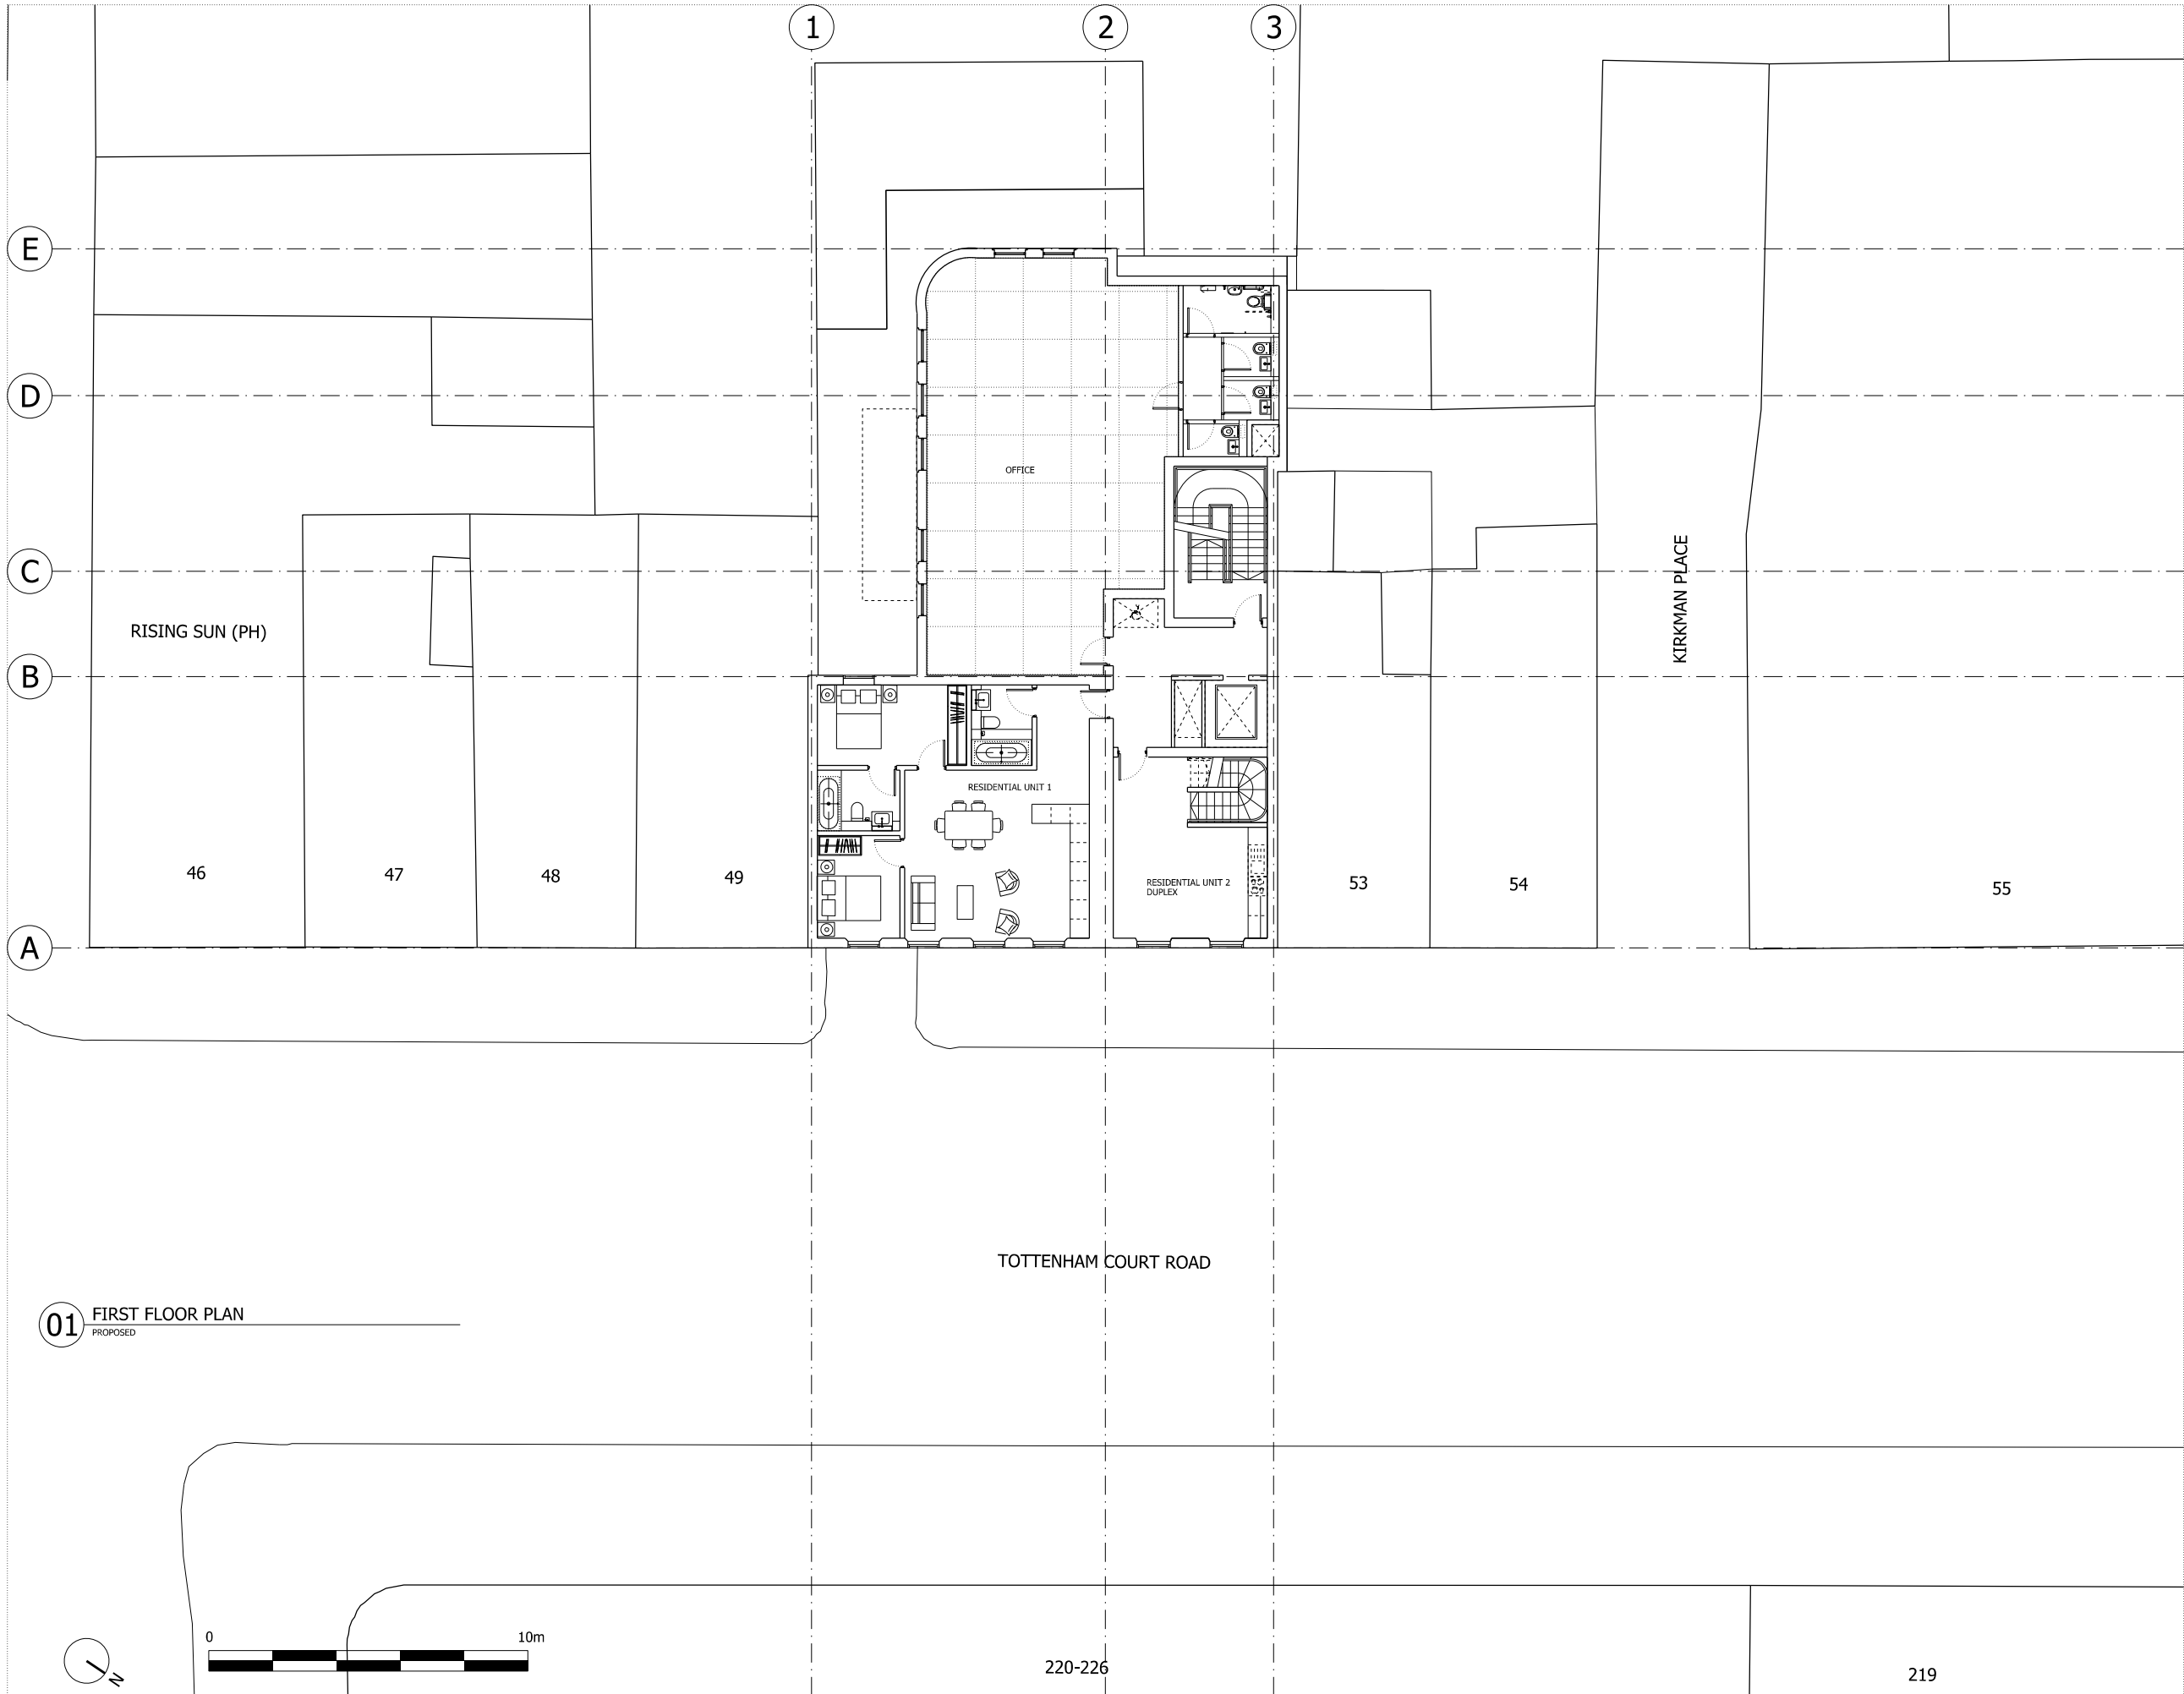 1
2
3
E
D
C
B
A
OFFICE
KIRKMAN PLACE
RISING SUN (PH)
RESIDENTIAL UNIT 1
RESIDENTIAL UNIT 2
DUPLEX
46
47
48
49
53
54
55
TOTTENHAM COURT ROAD
01
FIRST FLOOR PLAN
PROPOSED
0
10m
N
220-226
219